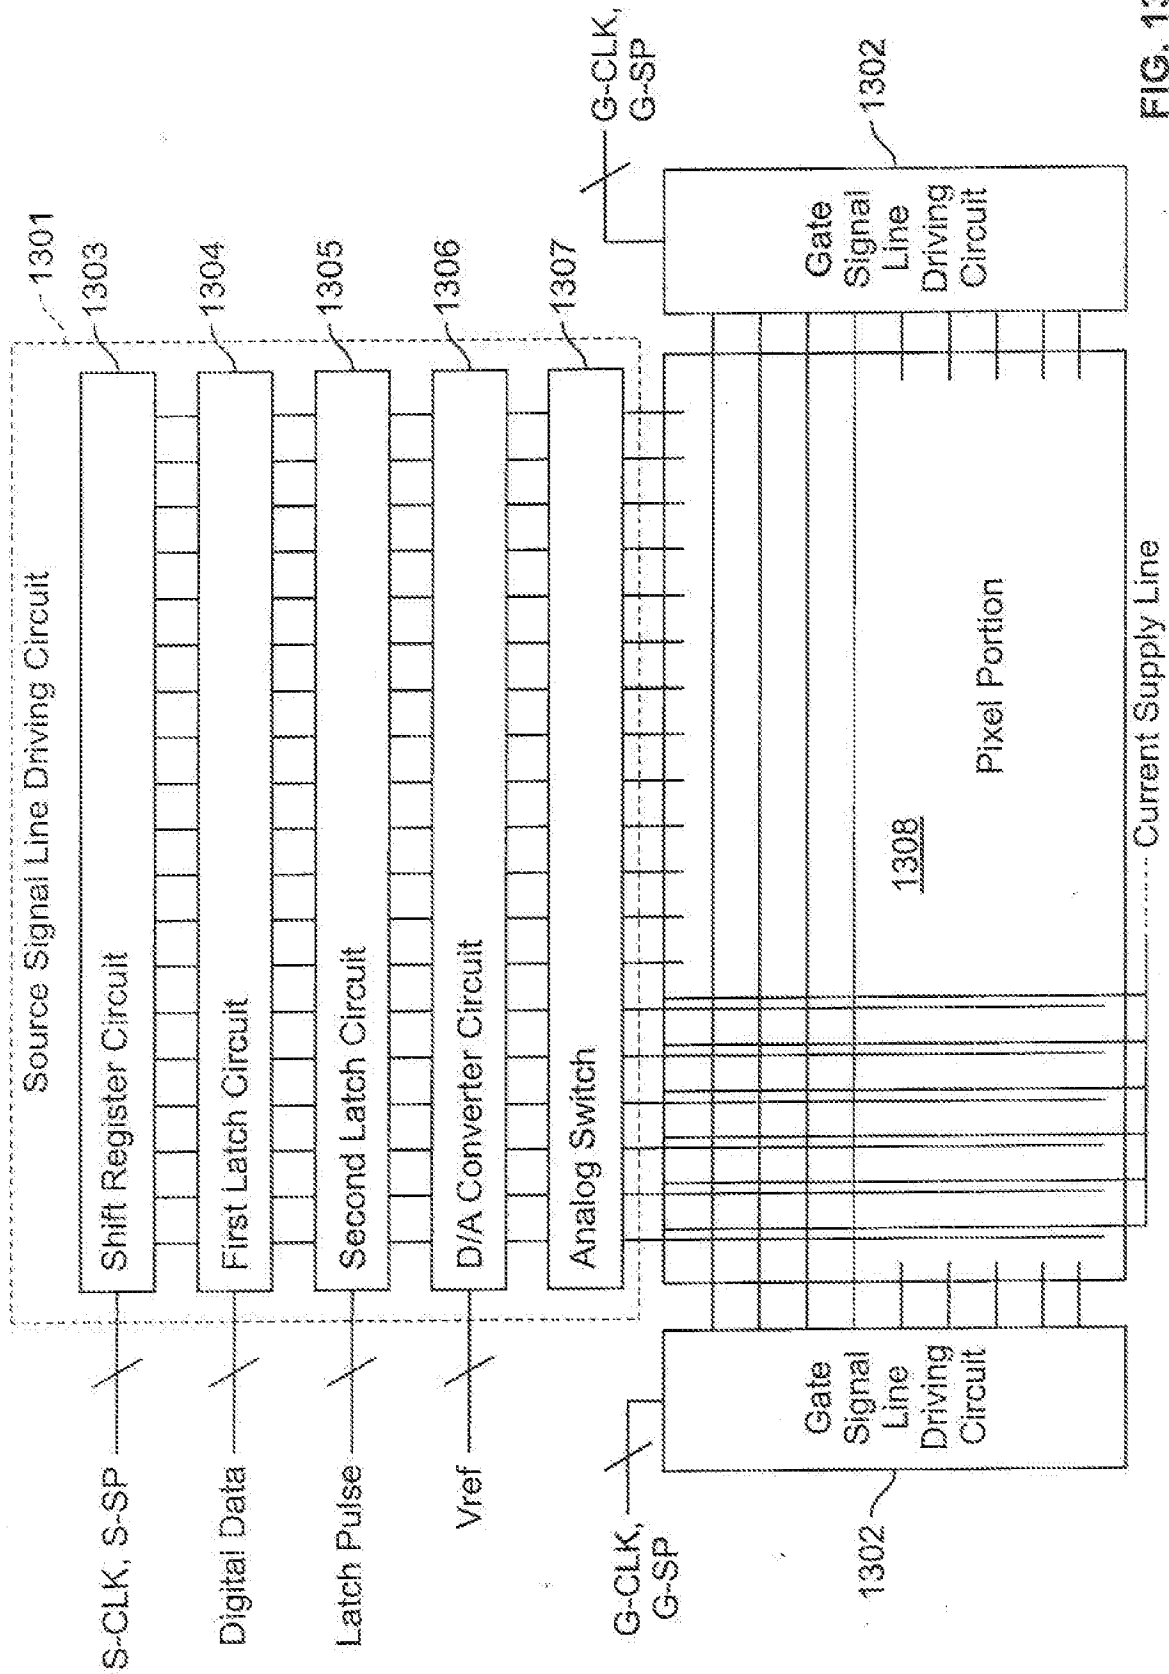 Source Signal Line Driving Circuit
1301
S-CLK, S-SP
Shift Register Circuit
1303
Digital Data
First Latch Circuit
1304
Latch Pulse
Second Latch Circuit
1305
Vref
D/A Converter Circuit
1306
Analog Switch
1307
G-CLK,
G-SP
G-CLK,
G-SP
Gate
Signal
Line
Driving
Circuit
1302
1308
Pixel Portion
Gate
Signal
Line
Driving
Circuit
1302
Current Supply Line
FIG. 13